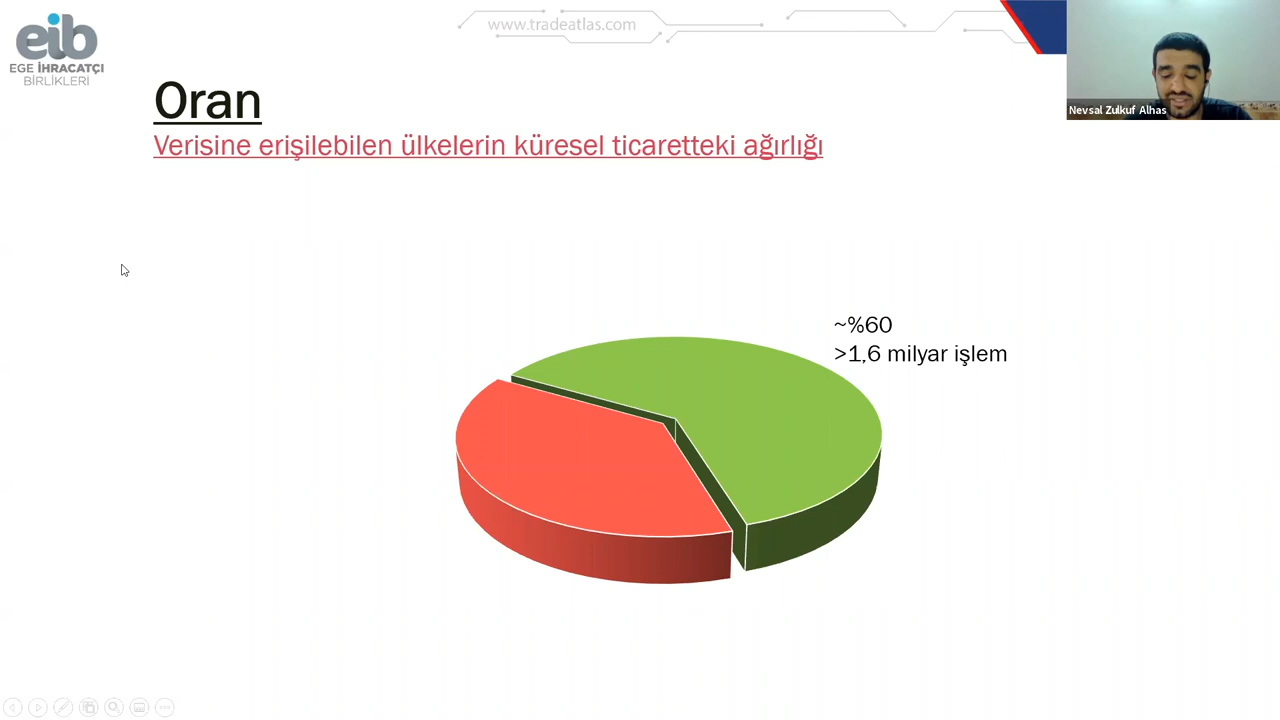 www.tradeatlas.com
eib
EGE İHRACATÇI
BİRLİKLERİ
Oran
Verisine erişilebilen ülkelerin küresel ticaretteki ağırlığı
Nevsal Zulkuf Alhas
~%60
>1,6 milyar işlem